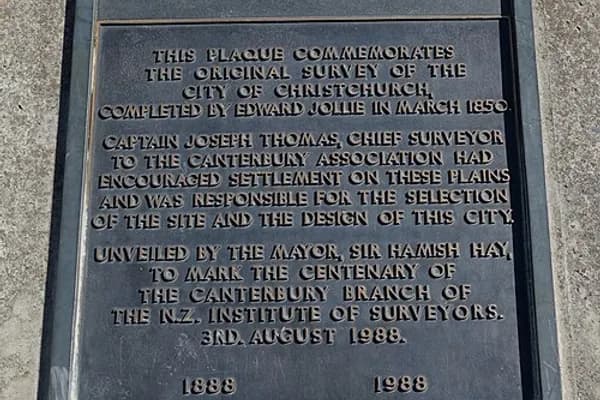 THIS PLAQUE COMMEMORATES
THE ORIGINAL SURVEY OF THE
CITY OF CHRISTCHURCH,
COMPLETED BY EDWARD JOLLIE IN MARCH 1850.
CAPTAIN JOSEPH THOMAS, CHIEF SURVEYOR
TO THE CANTERBURY ASSOCIATION HAD
ENCOURAGED SETTLEMENT ON THESE PLAINS
AND WAS RESPONSIBLE FOR THE SELECTION
OF THE SITE AND THE DESIGN OF THIS CITY.
UNVEILED BY THE MAYOR, SIR HAMISH HAY,
TO MARK THE CENTENARY OF
THE CANTERBURY BRANCH OF
THE N.Z. INSTITUTE OF SURVEYORS.
3RD. AUGUST 1988.
1888 1988